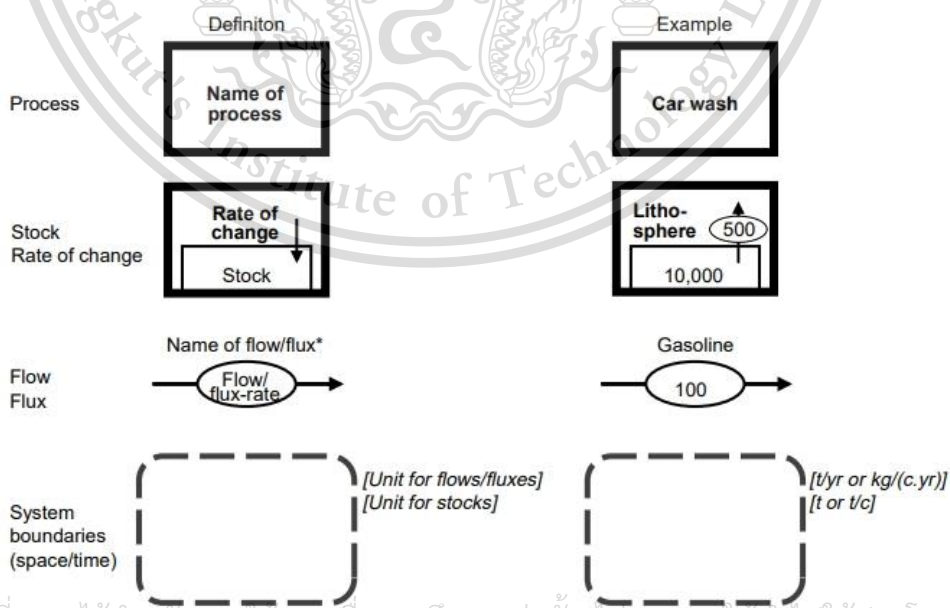 Definiton
Example
Process
Name of
process
Car wash
Stock
Rate of change
Rate of
change
Stock
Litho-
sphere
500
10,000
Name of flow/flux*
Gasoline
Flow
Flux
Flow/
flux-rate
100
System
boundaries
(space/time)
[Unit for flows/fluxes]
[Unit for stocks]
[t/yr or kg/(c.yr)]
[t or t/c]
gkut's Institute of Technology L